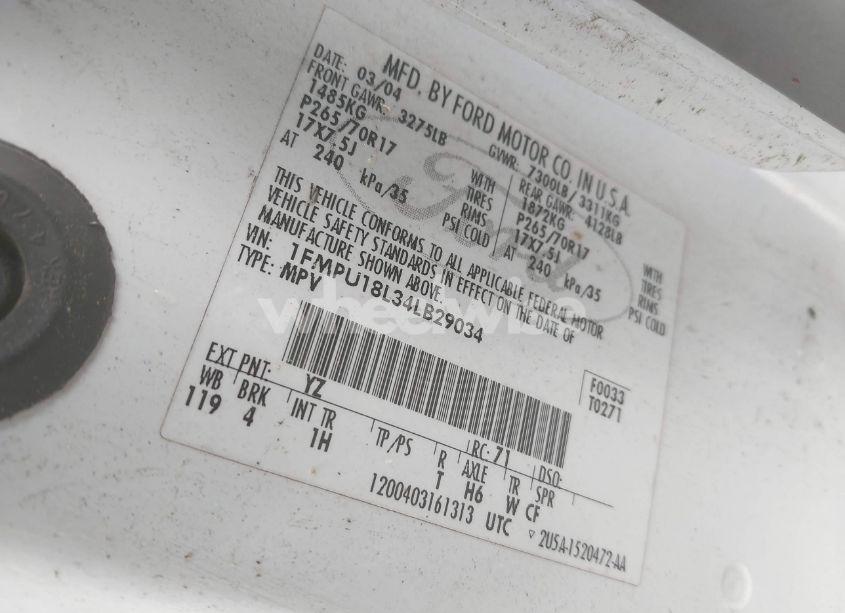 MFD. BY FORD MOTOR CO. IN U.S.A.
DATE: 03/04 GVWR: 7300LB / 3311KG
FRONT GAWR: 3275LB REAR GAWR: 4128LB
1485KG WITH 1872KG WITH
P265/70R17 TIRES P265/70R17 TIRES
17X7.5J RIMS 17X7.5J RIMS
AT 240 kPa/35 PSI COLD AT 240 kPa/35 PSI COLD
THIS VEHICLE CONFORMS TO ALL APPLICABLE FEDERAL MOTOR
VEHICLE SAFETY STANDARDS IN EFFECT ON THE DATE OF
MANUFACTURE SHOWN ABOVE.
VIN: 1FMPU18L34LB29034
TYPE: MPV
F0033
T0271
EXT PNT: YZ RC: 71 DSO:
WB BRK INT TR TP/PS R AXLE TR SPR
119 4 1H T H6 W CF
1200403161313 UTC
▽ 2U5A-1520472-AA
Ford
wheelwise